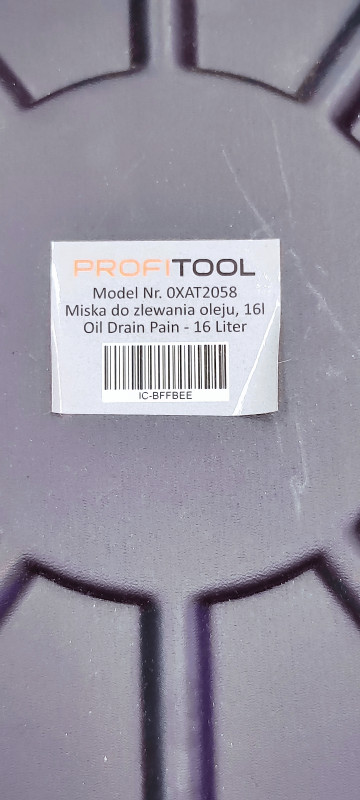 PROFITOOL
Model Nr. 0XAT2058
Miska do zlewania oleju, 16l
Oil Drain Pain - 16 Liter
IC-BFFBEE